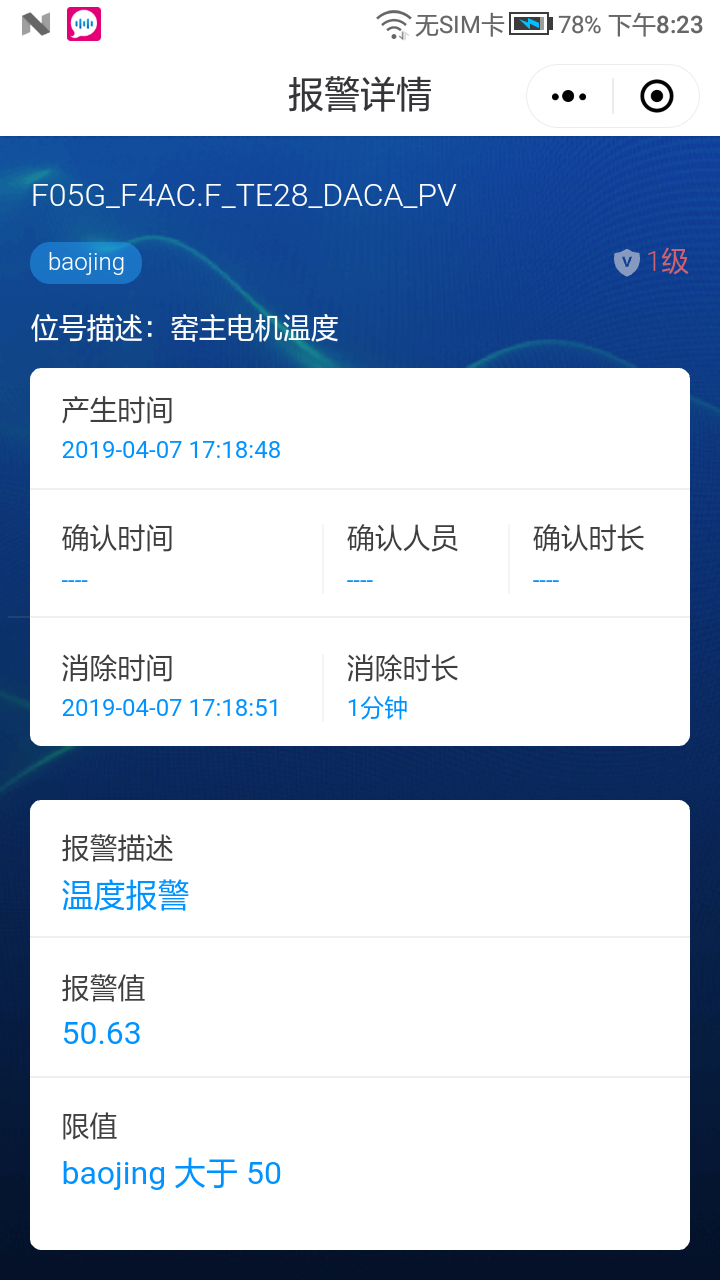 无SIM卡 78% 下午8:23
报警详情
F05G_F4AC.F_TE28_DACA_PV
baojing
V 1级
位号描述：窑主电机温度
产生时间
2019-04-07 17:18:48
确认时间 确认人员 确认时长
---- ---- ----
消除时间 消除时长
2019-04-07 17:18:51 1分钟
报警描述
温度报警
报警值
50.63
限值
baojing 大于 50